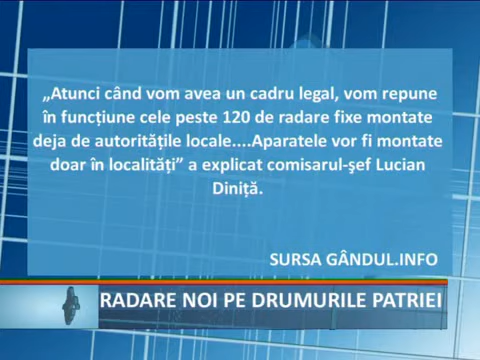 „Atunci când vom avea un cadru legal, vom repune
în funcțiune cele peste 120 de radare fixe montate
deja de autoritățile locale....Aparatele vor fi montate
doar în localități” a explicat comisarul-şef Lucian
Diniță.
SURSA GÂNDUL.INFO
RADARE NOI PE DRUMURILE PATRIEI